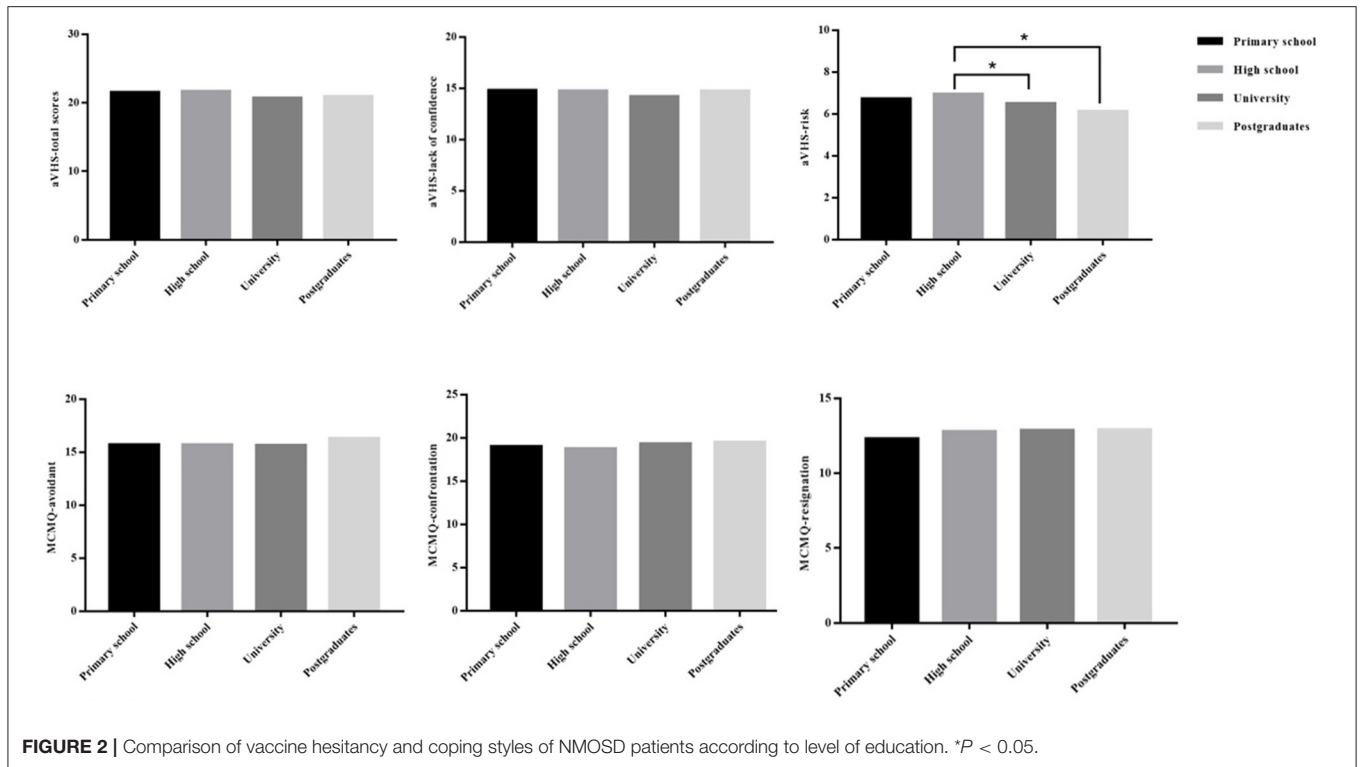 30
20
10
0
aVHS-total scores
Primary school
High school
University
Postgraduates
20
15
10
5
0
aVHS-lack of confidence
Primary school
High school
University
Postgraduates
10
8
6
4
2
0
aVHS-risk
*
*
Primary school
High school
University
Postgraduates
Primary school
High school
University
Postgraduates
20
15
10
5
0
MCMQ-avoidant
Primary school
High school
University
Postgraduates
25
20
15
10
5
0
MCMQ-confrontation
Primary school
High school
University
Postgraduates
15
10
5
0
MCMQ-resignation
Primary school
High school
University
Postgraduates
FIGURE 2 | Comparison of vaccine hesitancy and coping styles of NMOSD patients according to level of education. *P < 0.05.